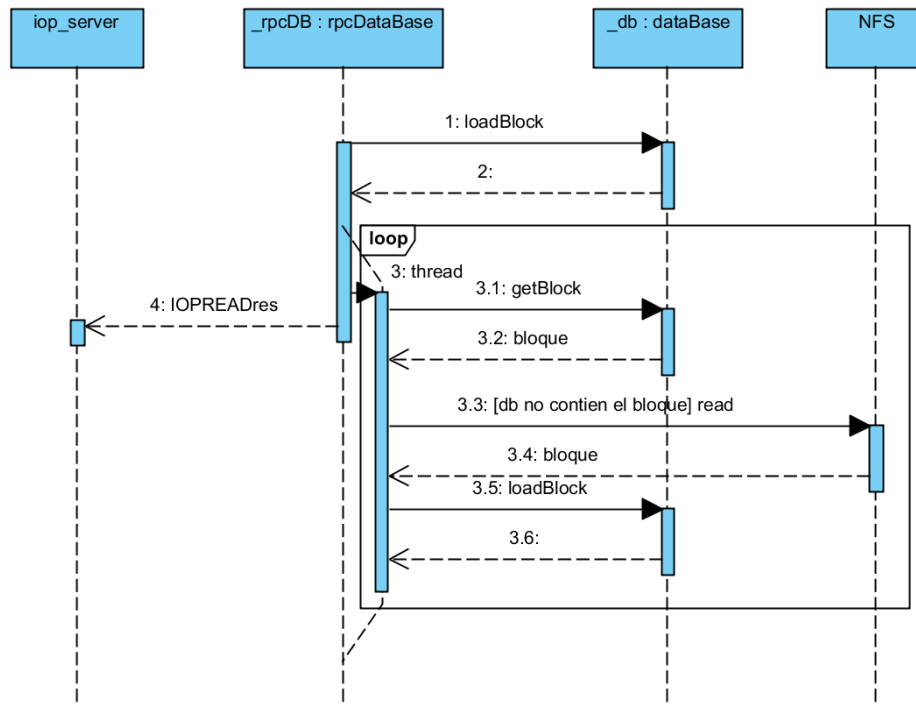 iop_server
_rpcDB : rpcDataBase
_db : dataBase
NFS
1: loadBlock
2:
loop
3: thread
3.1: getBlock
4: IOPREADres
3.2: bloque
3.3: [db no contien el bloque] read
3.4: bloque
3.5: loadBlock
3.6: